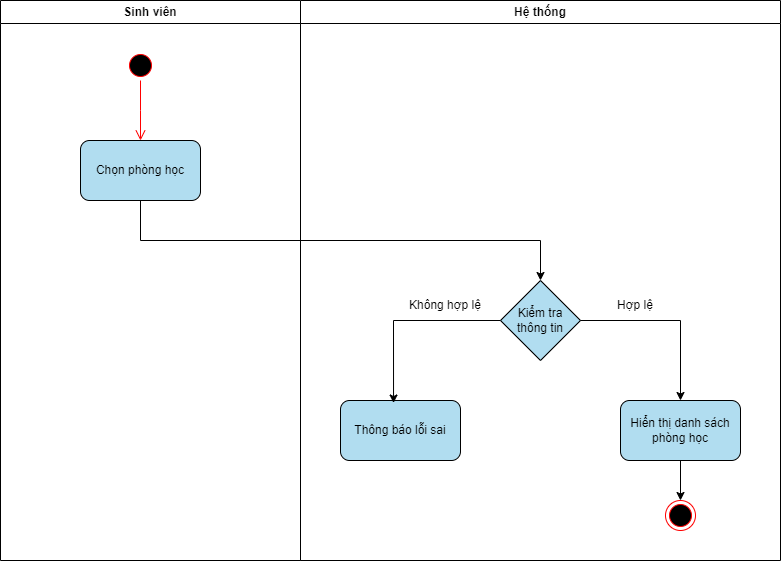 Sinh viên
Hệ thống
Chọn phòng học
Không hợp lệ
Hợp lệ
Kiểm tra
thông tin
Thông báo lỗi sai
Hiển thị danh sách
phòng học